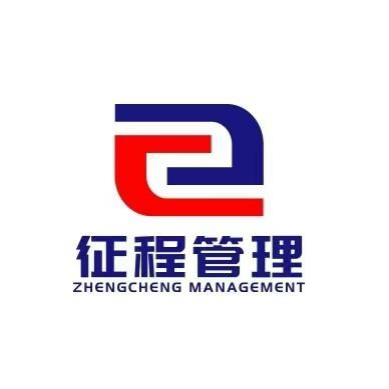 征程管理
ZHENGCHENG MANAGEMENT